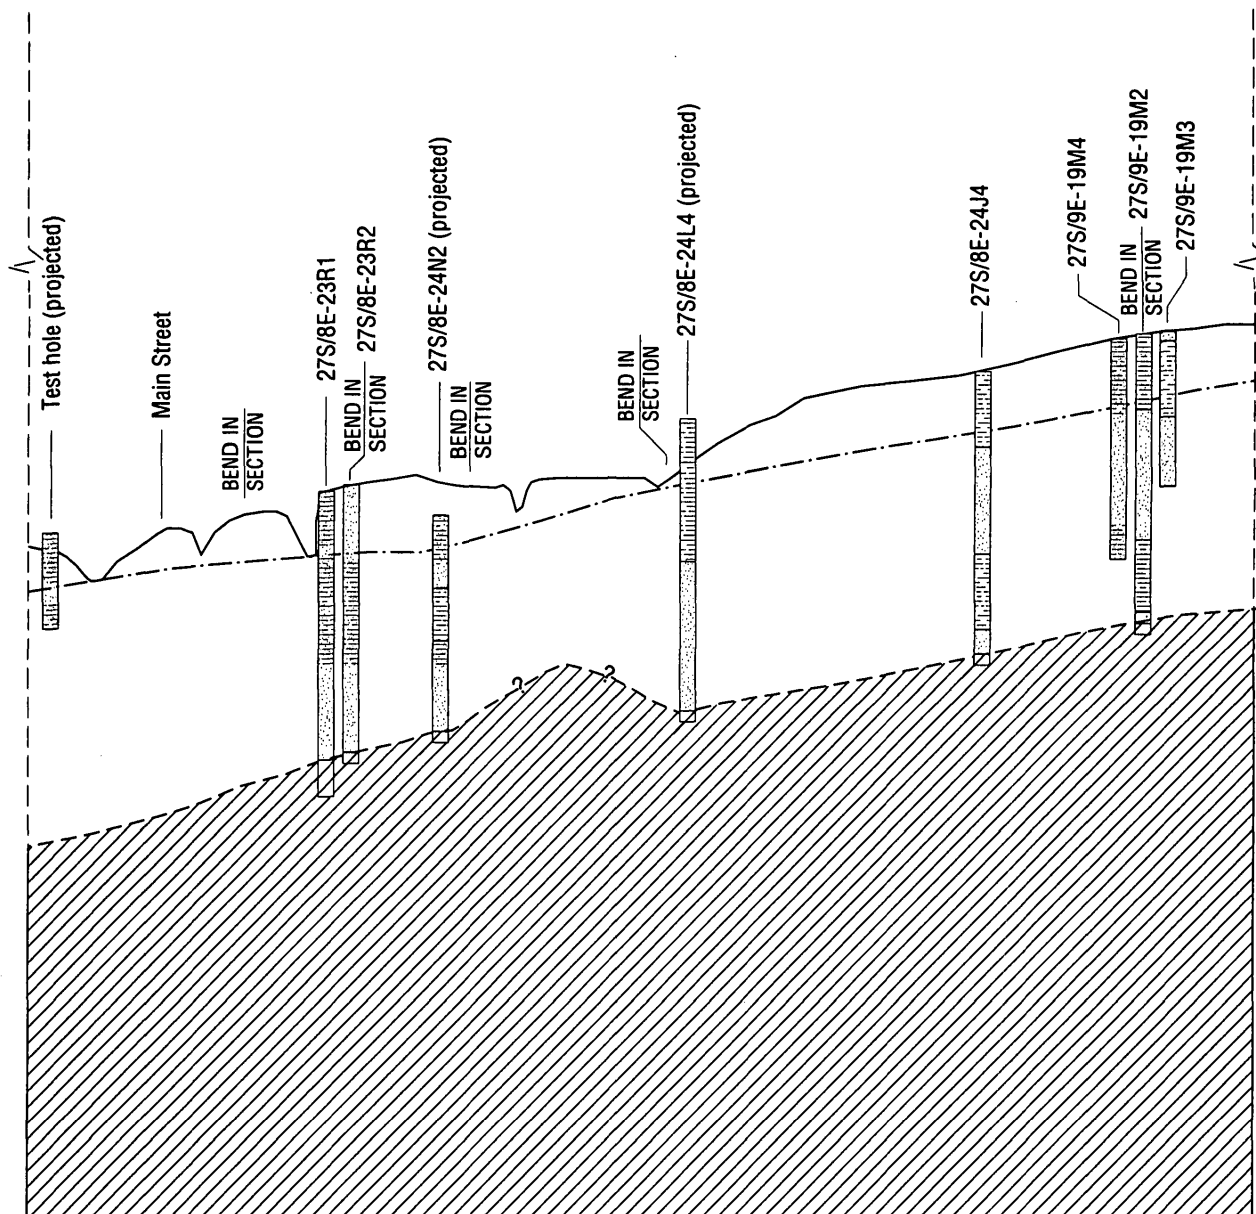 Test hole (projected)
Main Street
BEND IN
SECTION
27S/8E-23R1
BEND IN
SECTION
27S/8E-23R2
27S/8E-24N2 (projected)
BEND IN
SECTION
BEND IN
SECTION
27S/8E-24L4 (projected)
27S/8E-24J4
27S/9E-19M4
BEND IN
SECTION
27S/9E-19M2
27S/9E-19M3
?
?